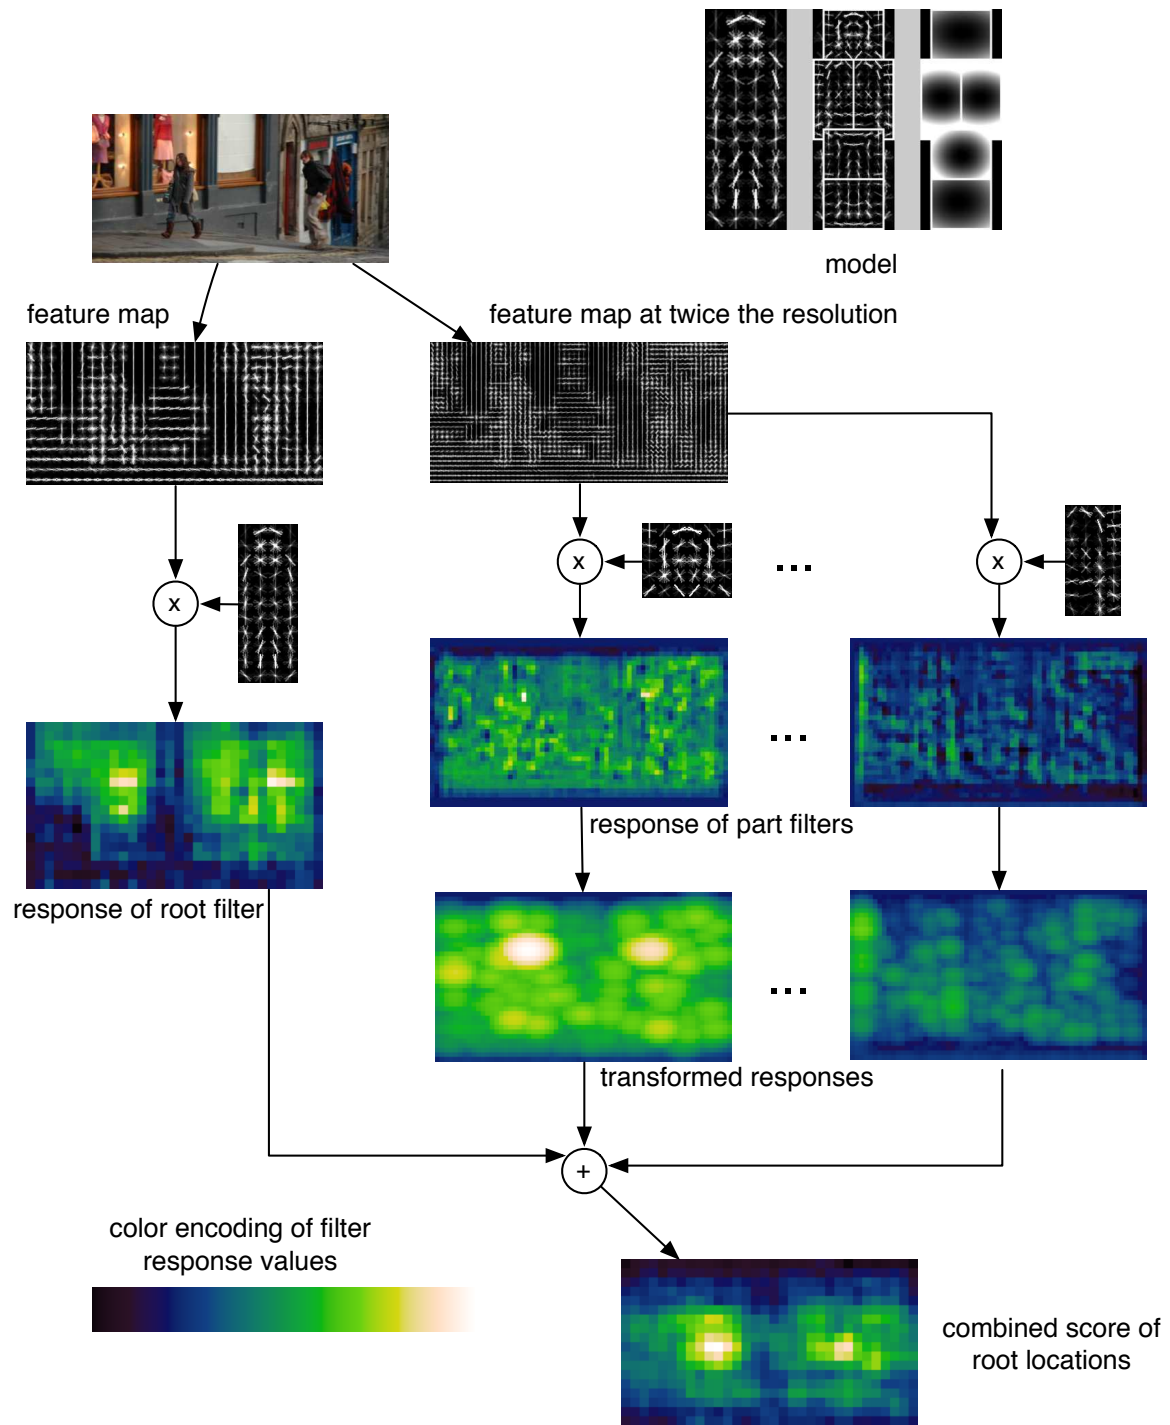 model
feature map
feature map at twice the resolution
x
x
...
x
...
response of part filters
response of root filter
...
transformed responses
+
color encoding of filter
response values
combined score of
root locations